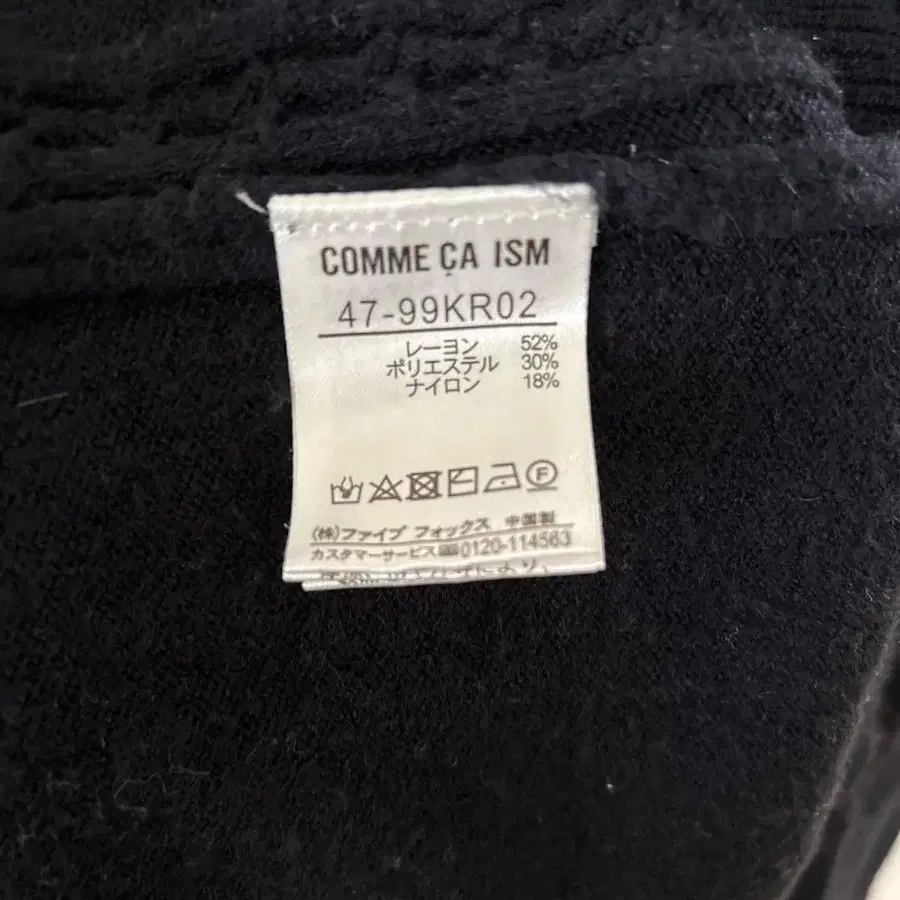 COMME ÇA ISM
47-99KR02
レーヨン 52%
ポリエステル 30%
ナイロン 18%
F
(株)ファイブ フォックス 中国製
カスタマーサービス 0120-114563